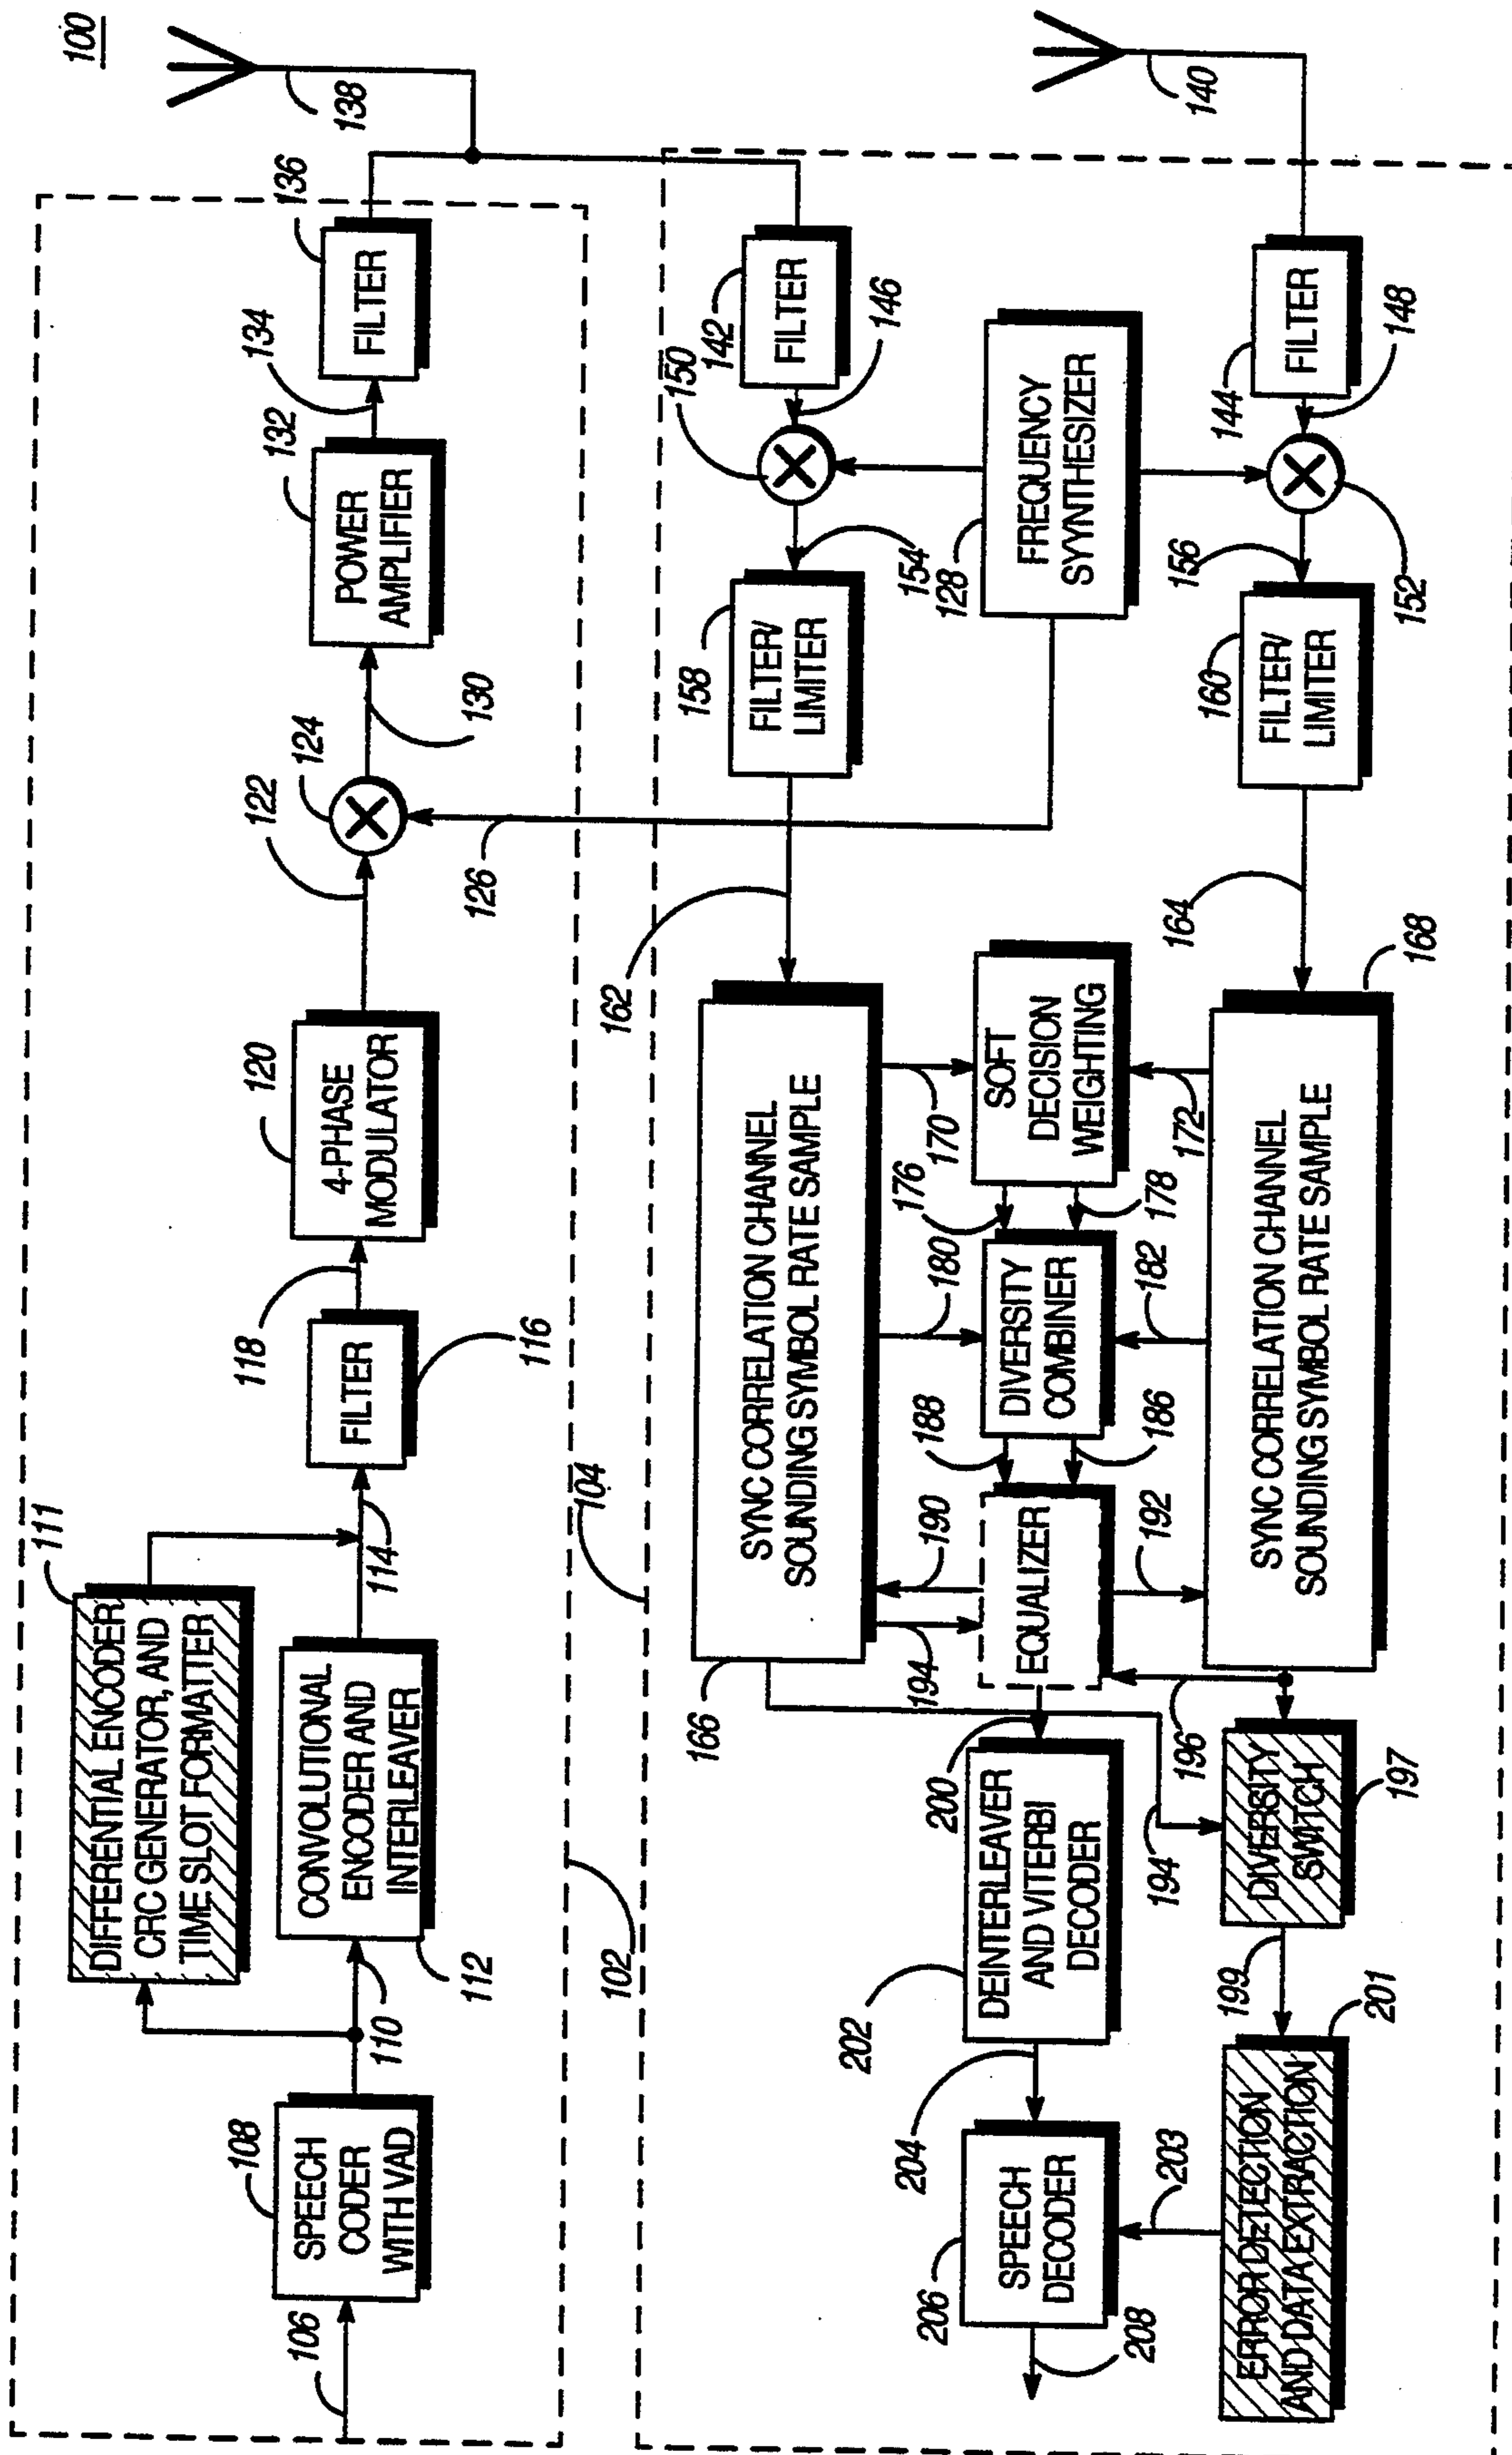 100
106
108
SPEECH
CODER
WITH VAD
110
111
DIFFERENTIAL ENCODER
CRC GENERATOR, AND
TIME SLOT FORMATTER
CONVOLUTIONAL
ENCODER AND
INTERLEAVER
112
114
FILTER
116
118
120
4-PHASE
MODULATOR
122
124
126
130
132
POWER
AMPLIFIER
134
136
FILTER
138
102
104
140
142
FILTER
146
150
154
158
FILTER/
LIMITER
162
128
FREQUENCY
SYYNTHESIZER
144
FILTER
148
152
156
160
FILTER/
LIMITER
164
166
SYNC CORRELATION CHANNEL
SOUNDING SYMBOL RATE SAMPLE
168
SYNC CORRELATION CHANNEL
SOUNDING SYMBOL RATE SAMPLE
170
172
SOFT
DECISION
WEIGHTING
176
178
180
182
DIVERSITY
COMBINER
188
186
190
192
EQUALIZER
194
196
194
197
DIVERSITY
SWITCH
199
200
202
DEINTERLEAVER
AND VITERBI
DECODER
204
206
SPEECH
DECODER
208
203
201
ERROR DETECTION
AND DATA EXTRACTION